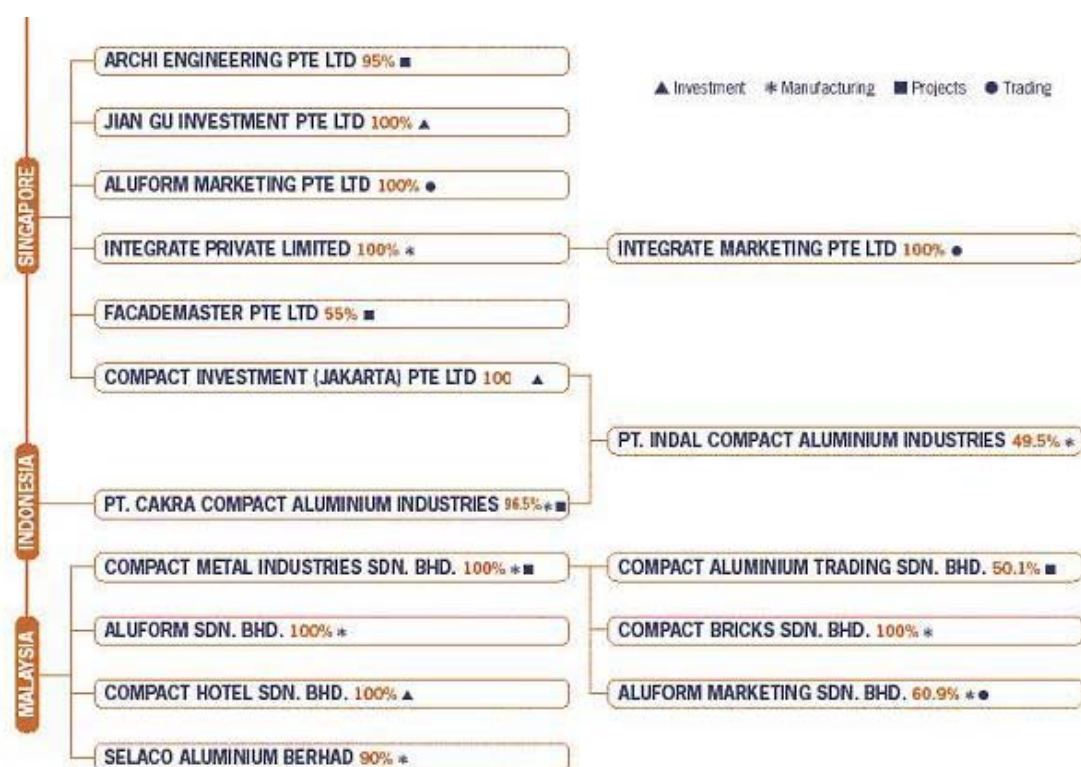 ARCHI ENGINEERING PTE LTD 95% ■
▲ Investment * Manufacturing ■ Projects ● Trading
JIAN GU INVESTMENT PTE LTD 100% ▲
ALUFORM MARKETING PTE LTD 100% ●
SINGAPORE
INTEGRATE PRIVATE LIMITED 100% *
INTEGRATE MARKETING PTE LTD 100% ●
FACADEMASTER PTE LTD 55% ■
COMPACT INVESTMENT (JAKARTA) PTE LTD 100 ▲
PT. INDAL COMPACT ALUMINIUM INDUSTRIES 49.5% *
INDONESIA
PT. CAKRA COMPACT ALUMINIUM INDUSTRIES 96.5% * ■
COMPACT METAL INDUSTRIES SDN. BHD. 100% * ■
COMPACT ALUMINIUM TRADING SDN. BHD. 50.1% ■
ALUFORM SDN. BHD. 100% *
COMPACT BRICKS SDN. BHD. 100% *
MALAYSIA
COMPACT HOTEL SDN. BHD. 100% ▲
ALUFORM MARKETING SDN. BHD. 60.9% * ●
SELACO ALUMINIUM BERHAD 90% *